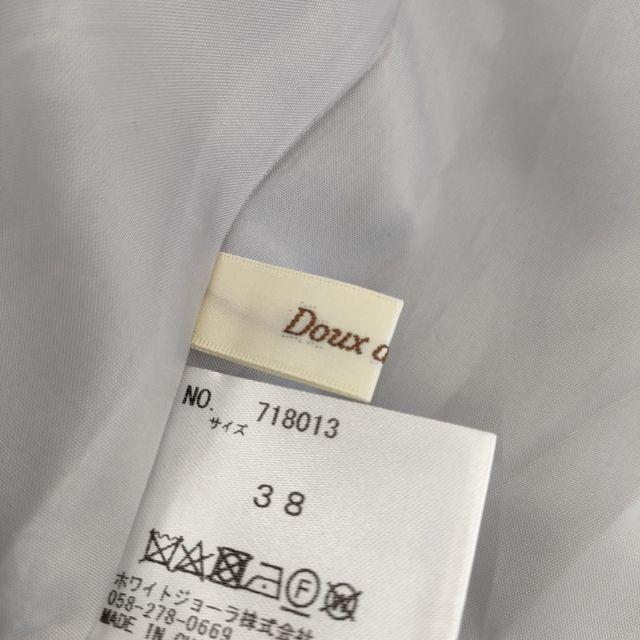 Doux
NO. 718013
サイズ
38
ホワイトジョーラ株式会社
058-278-0669
MADE IN